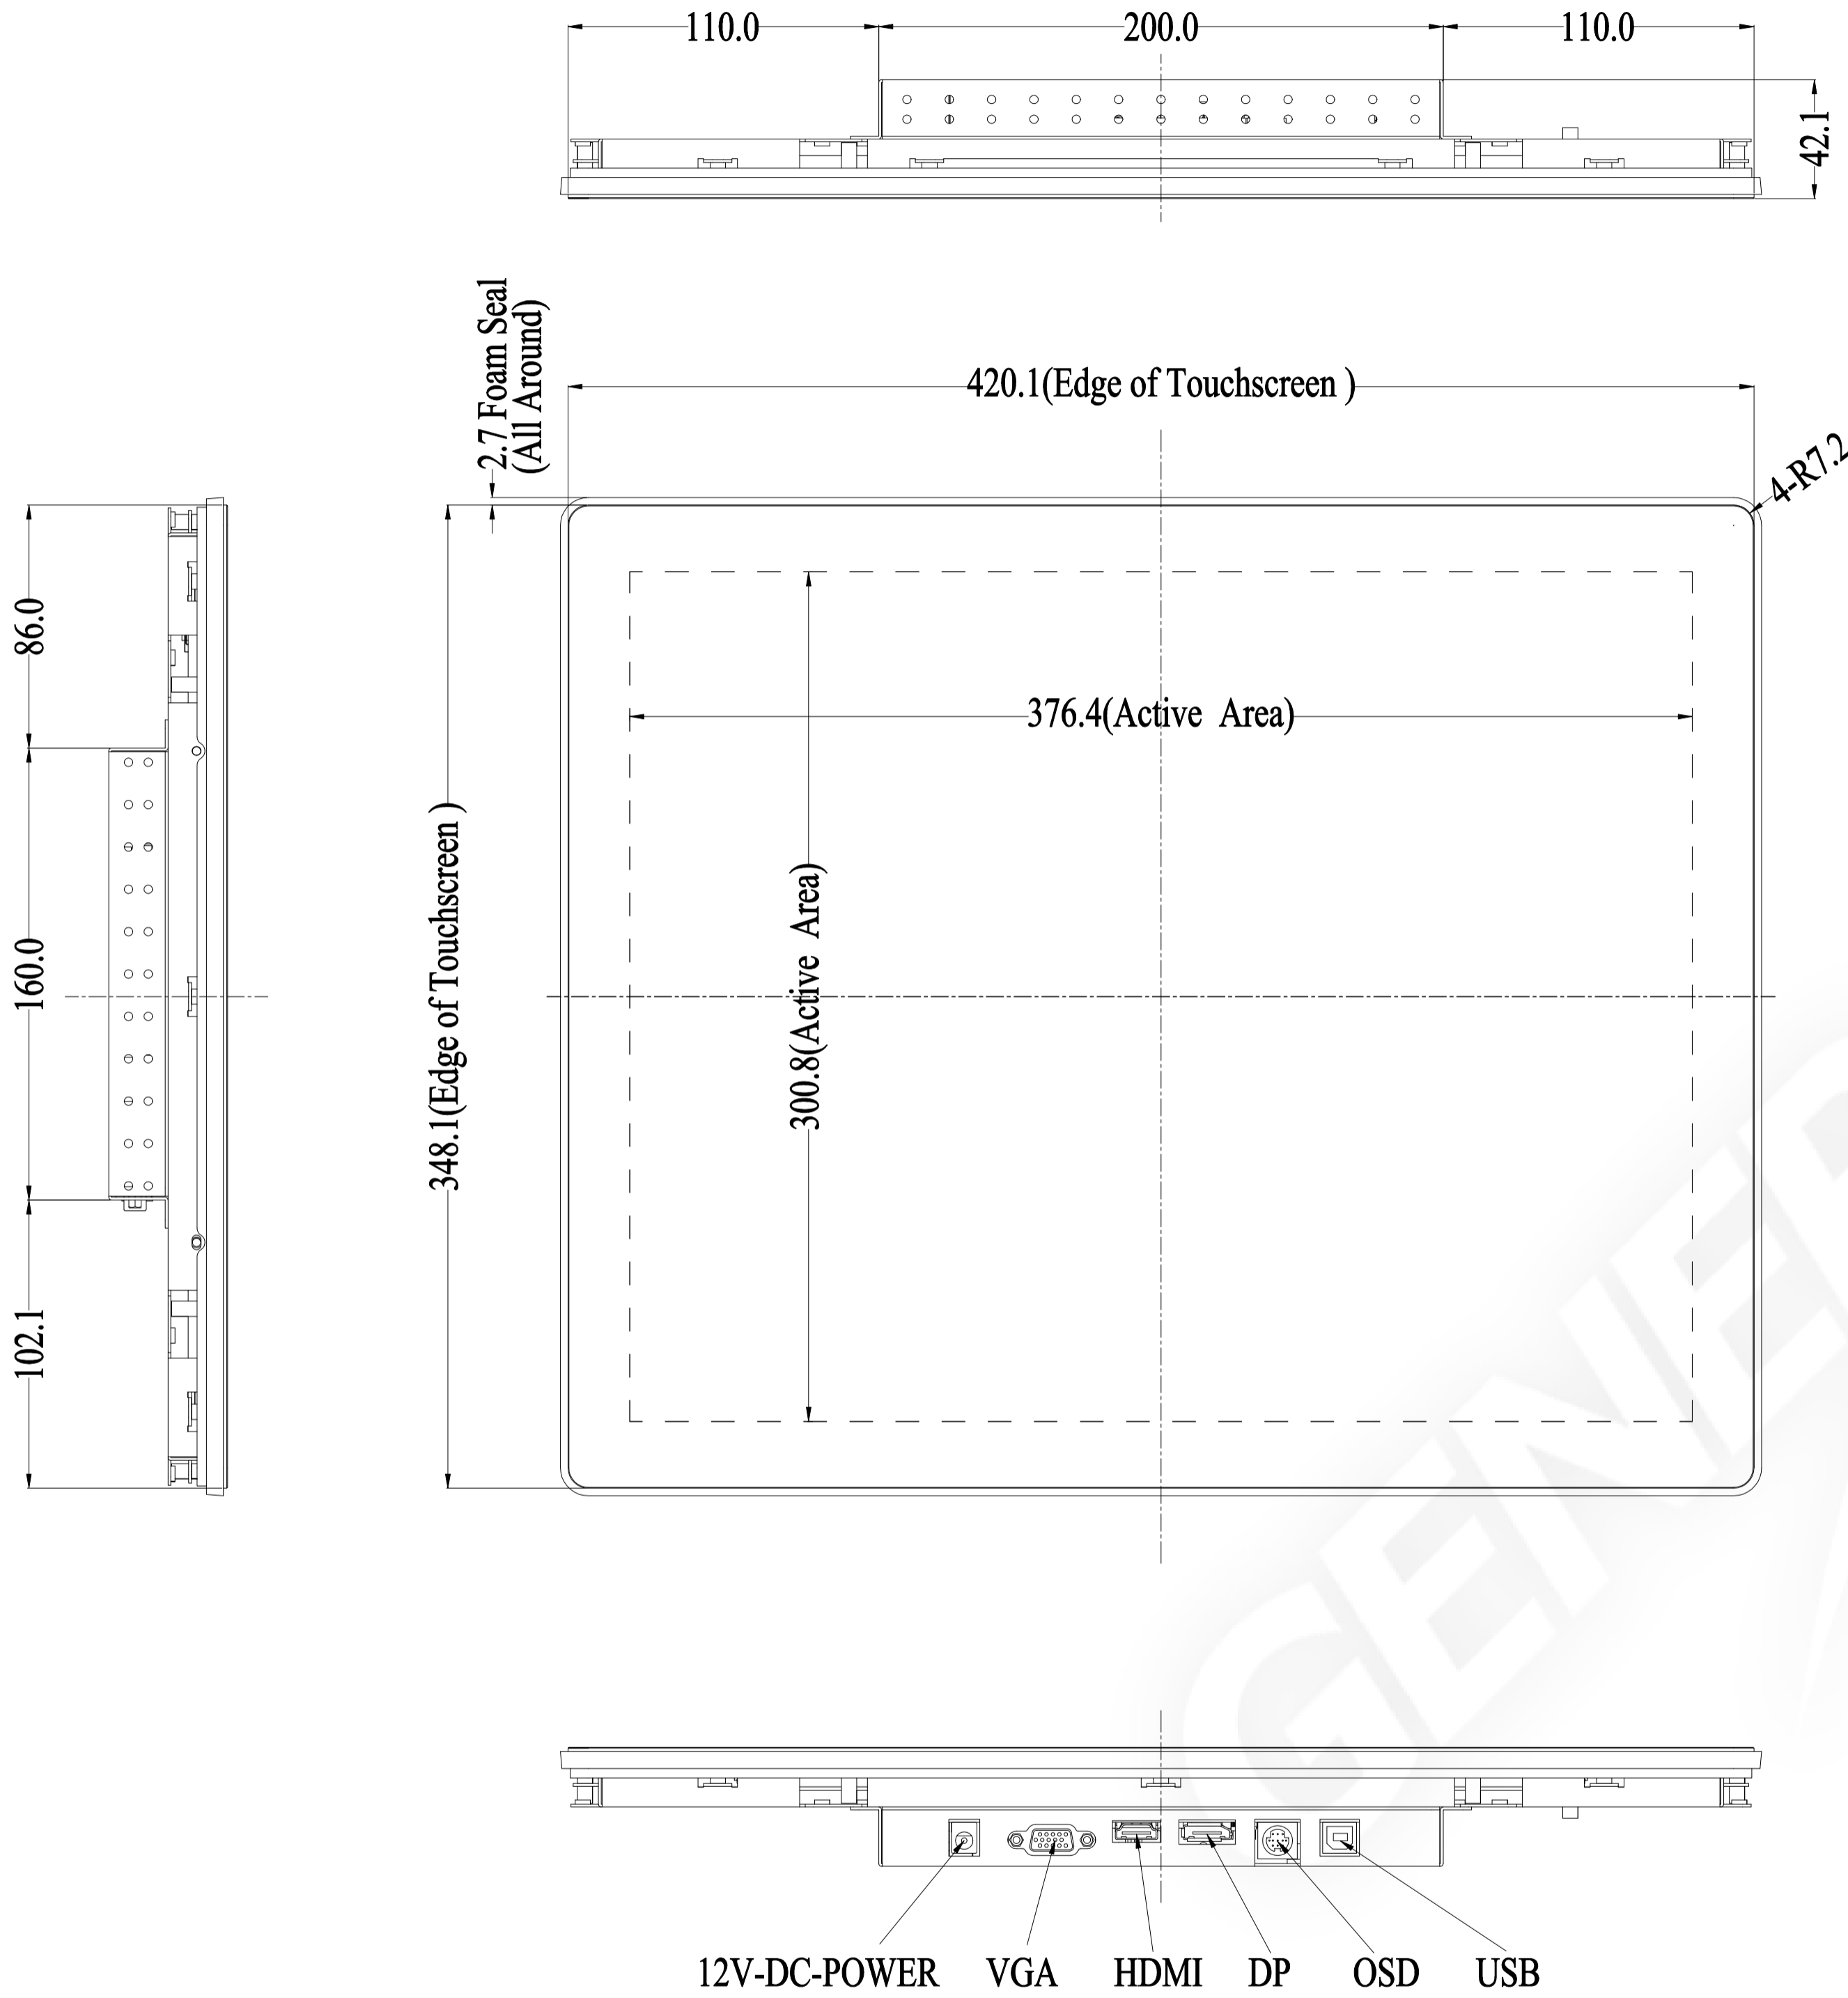 110.0
200.0
110.0
42.1
2.7 Foam Seal
(All Around)
420.1(Edge of Touchscreen )
4-R7.2
86.0
376.4(Active Area)
348.1(Edge of Touchscreen )
300.8(Active Area)
160.0
102.1
12V-DC-POWER
VGA
HDMI
DP
OSD
USB